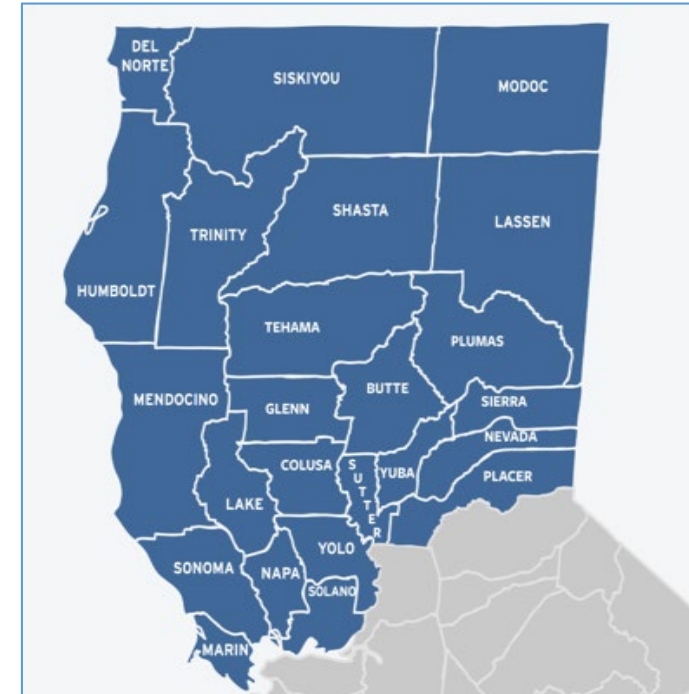 DEL
NORTE
SISKIYOU
MODOC
SHASTA
LASSEN
TRINITY
HUMBOLDT
TEHAMA
PLUMAS
BUTTE
MENDOCINO
GLENN
SIERRA
NEVADA
COLUSA
SUTTER
YUBA
PLACER
LAKE
YOLO
SONOMA
NAPA
SOLANO
MARIN